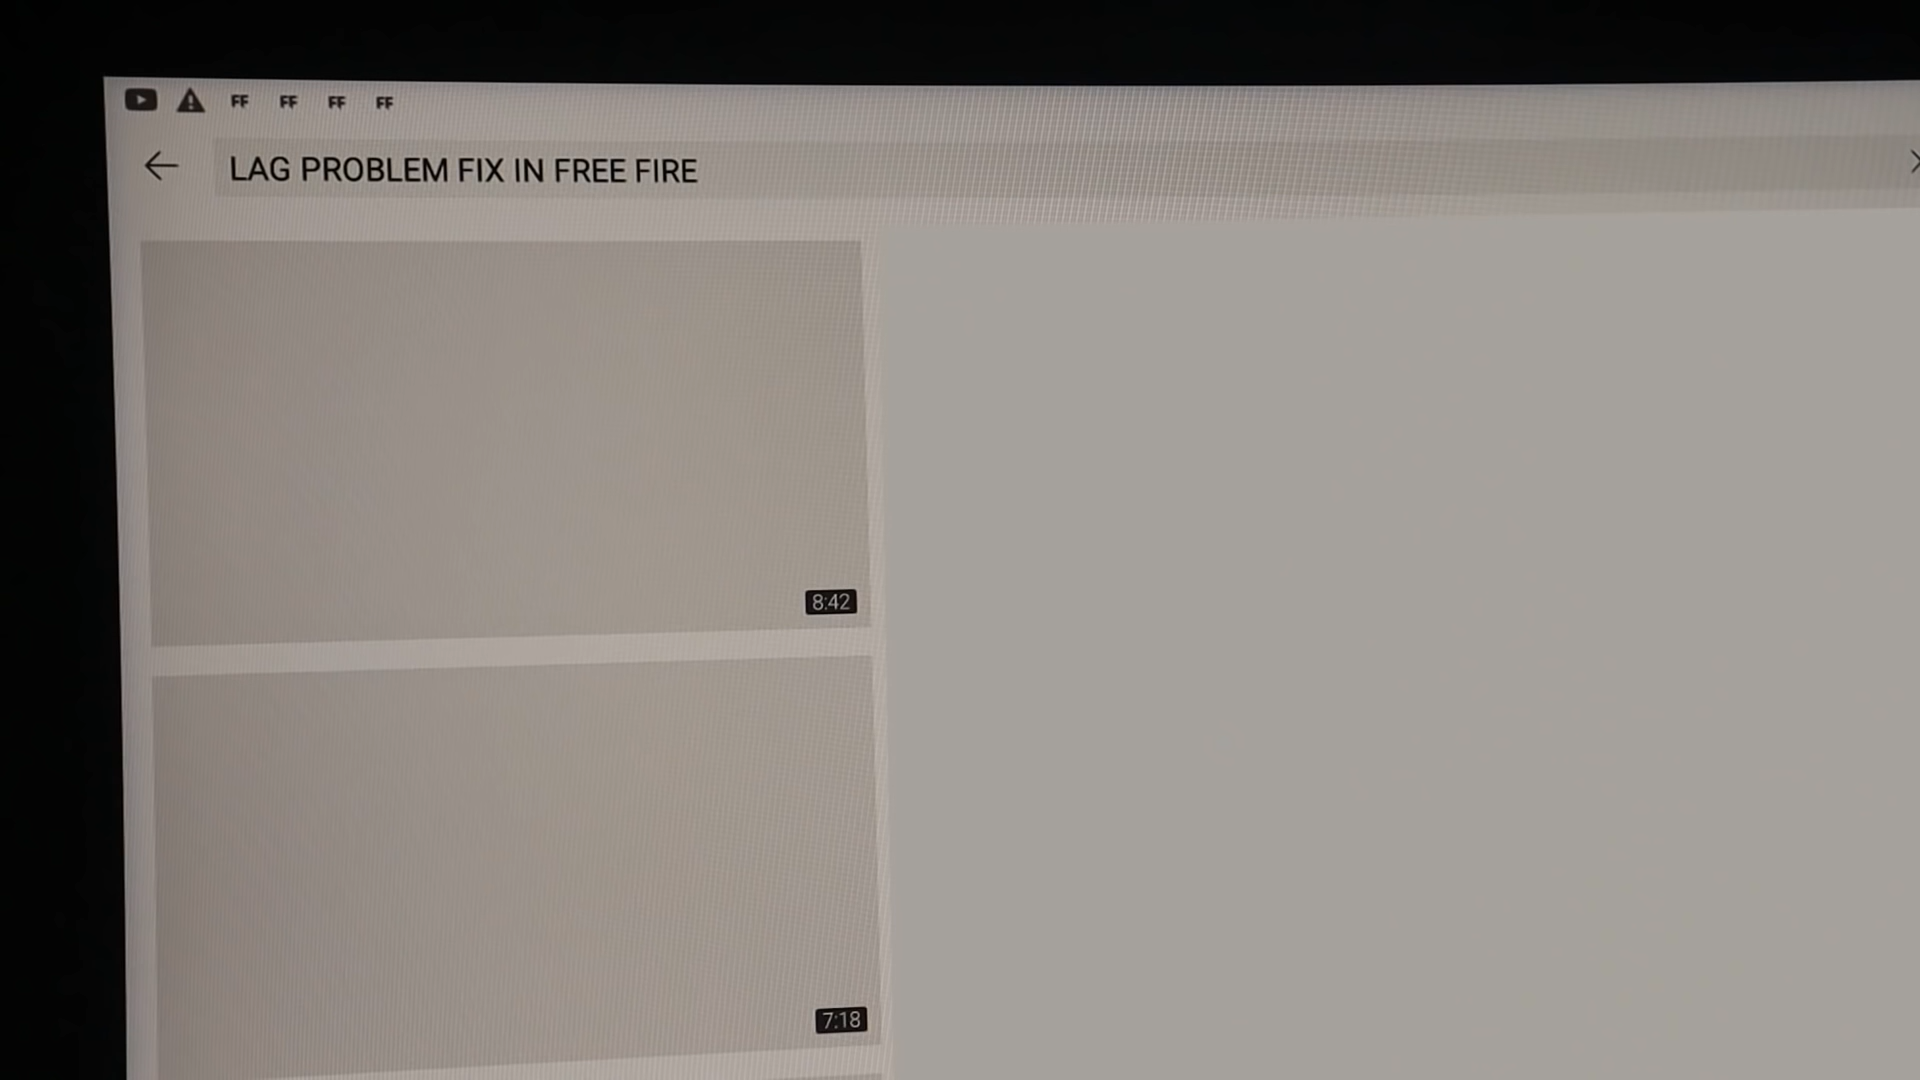 FF FF FF FF
LAG PROBLEM FIX IN FREE FIRE
8:42
7:18